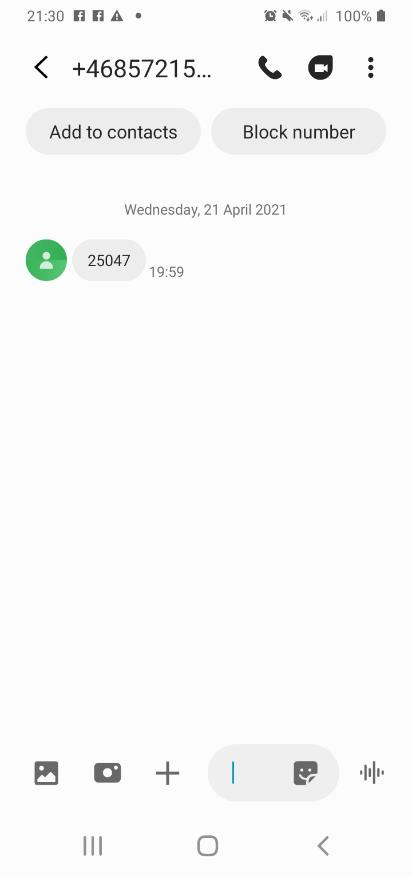 21:30 100%
+46857215...
Add to contacts Block number
Wednesday, 21 April 2021
25047 19:59